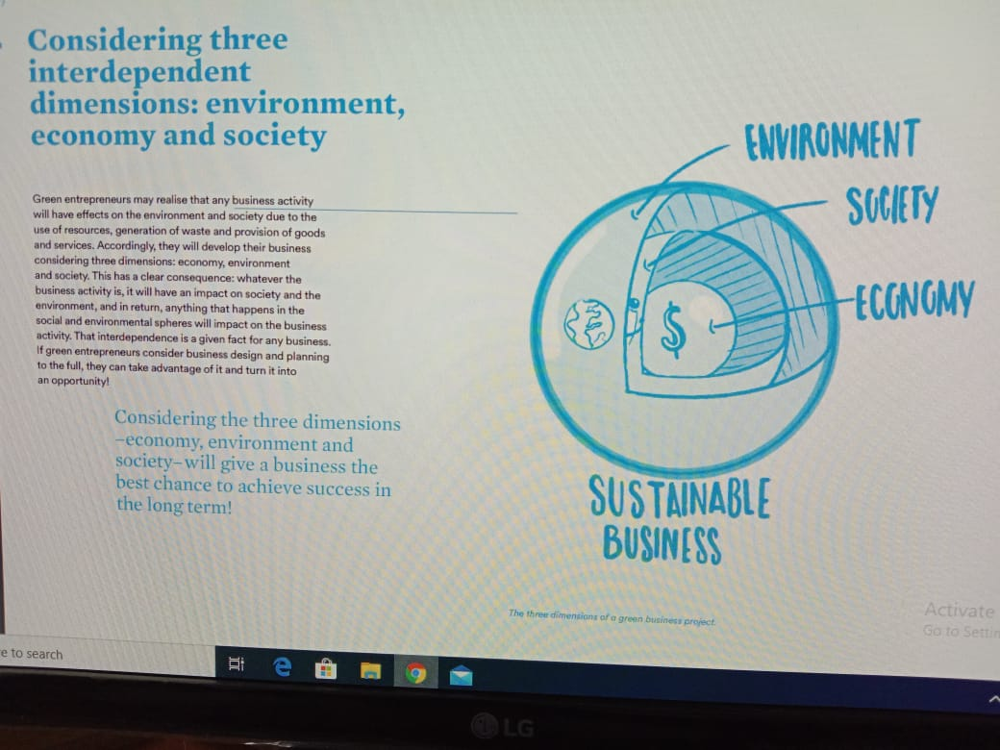 Considering three
interdependent
dimensions: environment,
economy and society
Green entrepreneurs may realise that any business activity
will have effects on the environment and society due to the
use of resources, generation of waste and provision of goods
and services. Accordingly, they will develop their business
considering three dimensions: economy, environment
and society. This has a clear consequence: whatever the
business activity is, it will have an impact on society and the
environment, and in return, anything that happens in the
social and environmental spheres will impact on the business
activity. That interdependence is a given fact for any business.
If green entrepreneurs consider business design and planning
to the full, they can take advantage of it and turn it into
an opportunity!
Considering the three dimensions
–economy, environment and
society–will give a business the
best chance to achieve success in
the long term!
ENVIRONMENT
SOCIETY
ECONOMY
$
SUSTAINABLE
BUSINESS
The three dimensions of a green business project.
Activate
Go to Settin
e to search
LG